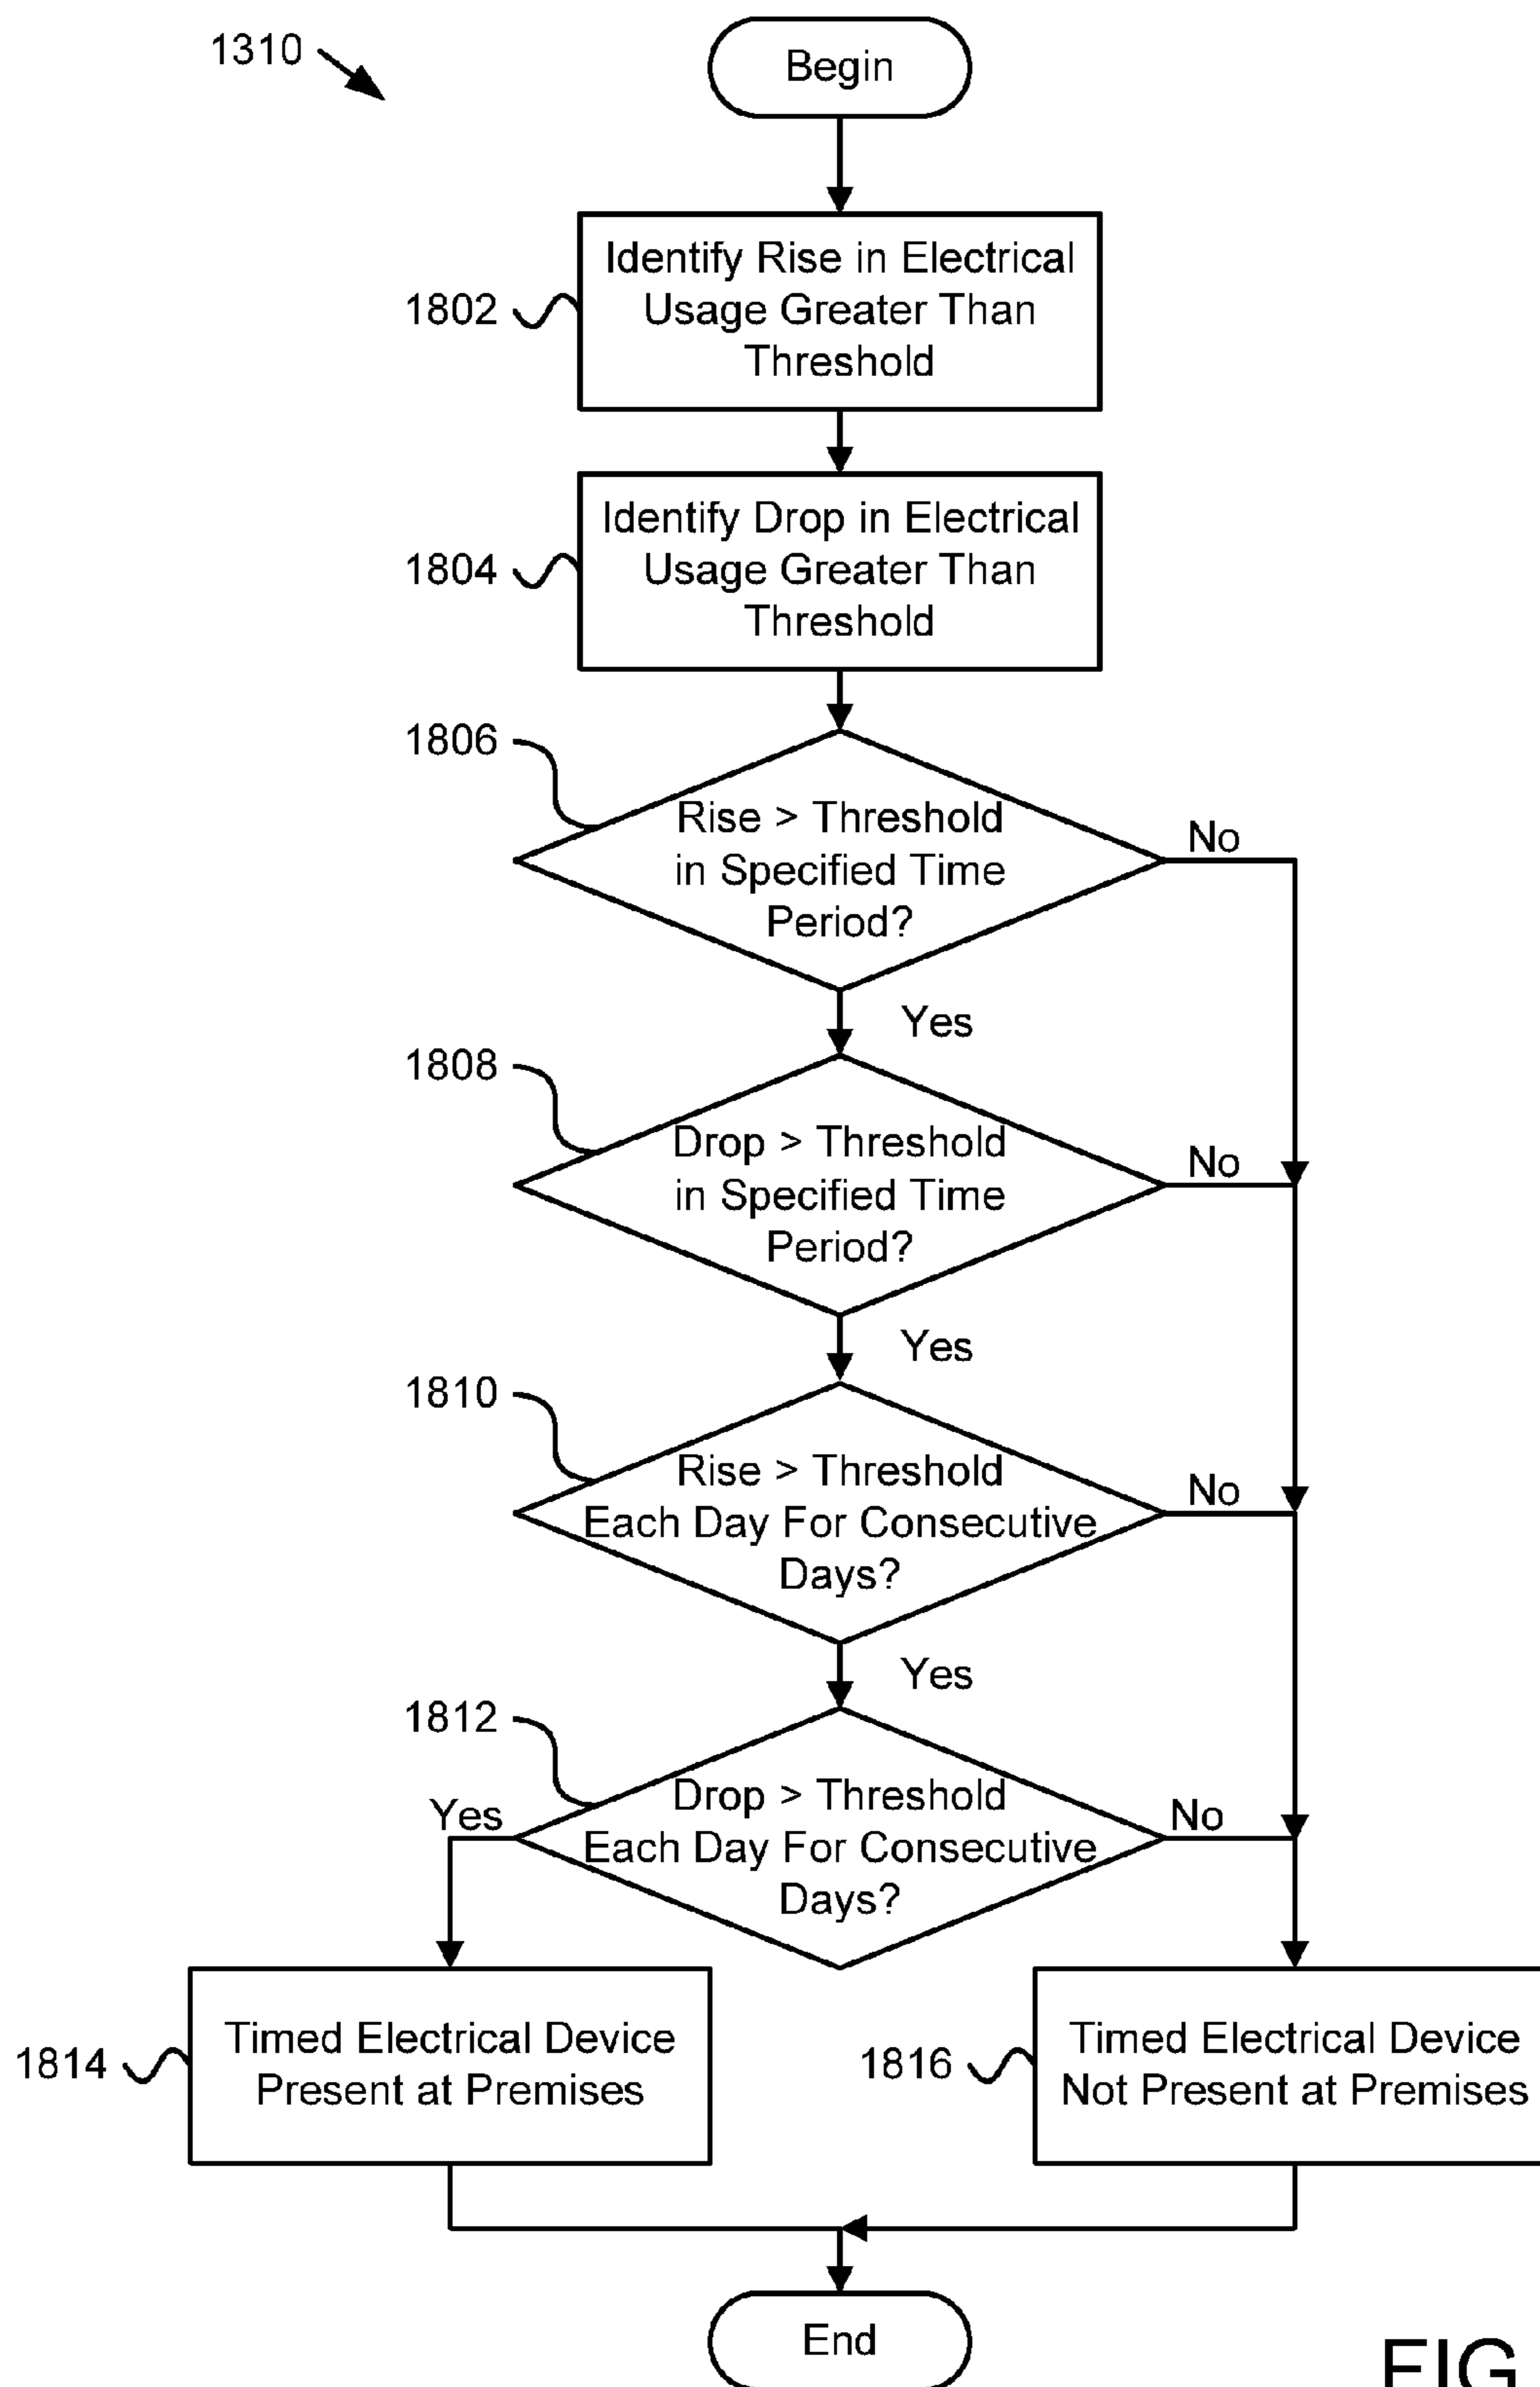 1310
Begin
Identify Rise in Electrical
Usage Greater Than
Threshold
1802
Identify Drop in Electrical
Usage Greater Than
Threshold
1804
1806
Rise > Threshold
in Specified Time
Period?
No
Yes
1808
Drop > Threshold
in Specified Time
Period?
No
Yes
1810
Rise > Threshold
Each Day For Consecutive
Days?
No
Yes
1812
Drop > Threshold
Each Day For Consecutive
Days?
Yes
No
1814
Timed Electrical Device
Present at Premises
1816
Timed Electrical Device
Not Present at Premises
End
FIG